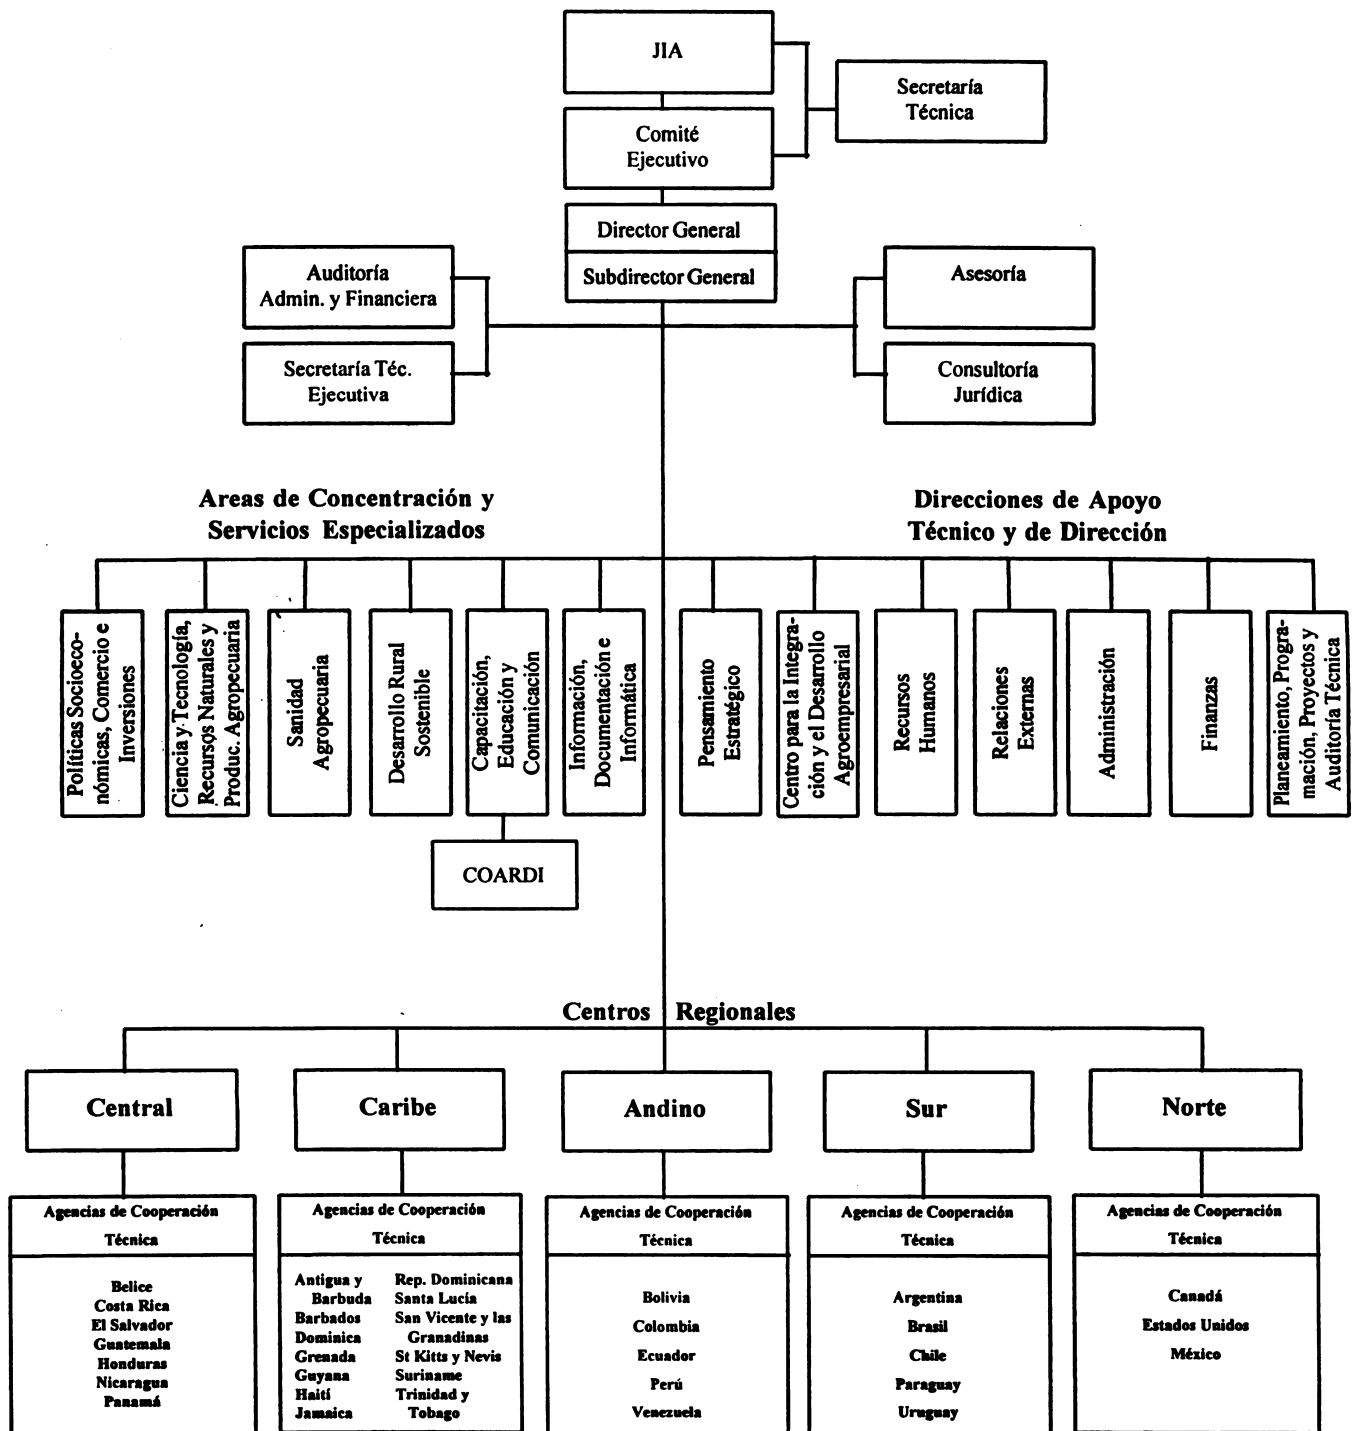 JIA
Secretaría
Técnica
Comité
Ejecutivo
Director General
Subdirector General
Auditoría
Admin. y Financiera
Asesoría
Secretaría Téc.
Ejecutiva
Consultoría
Jurídica
Areas de Concentración y
Servicios Especializados
Direcciones de Apoyo
Técnico y de Dirección
Políticas Socioeco-
nómicas, Comercio e
Inversiones
Ciencia y Tecnología,
Recursos Naturales y
Produc. Agropecuaria
Sanidad
Agropecuaria
Desarrollo Rural
Sostenible
Capacitación,
Educación y
Comunicación
Información,
Documentación e
Informática
Pensamiento
Estratégico
Centro para la Integra-
ción y el Desarrollo
Agroempresarial
Recursos
Humanos
Relaciones
Externas
Administración
Finanzas
Planeamiento, Progra-
mación, Proyectos y
Auditoría Técnica
COARDI
Centros Regionales
Central
Caribe
Andino
Sur
Norte
Agencias de Cooperación
Técnica
Belice
Costa Rica
El Salvador
Guatemala
Honduras
Nicaragua
Panamá
Agencias de Cooperación
Técnica
Antigua y
Barbuda
Barbados
Dominica
Grenada
Guyana
Haití
Jamaica
Rep. Dominicana
Santa Lucía
San Vicente y las
Granadinas
St Kitts y Nevis
Suriname
Trinidad y
Tobago
Agencias de Cooperación
Técnica
Bolivia
Colombia
Ecuador
Perú
Venezuela
Agencias de Cooperación
Técnica
Argentina
Brasil
Chile
Paraguay
Uruguay
Agencias de Cooperación
Técnica
Canadá
Estados Unidos
México